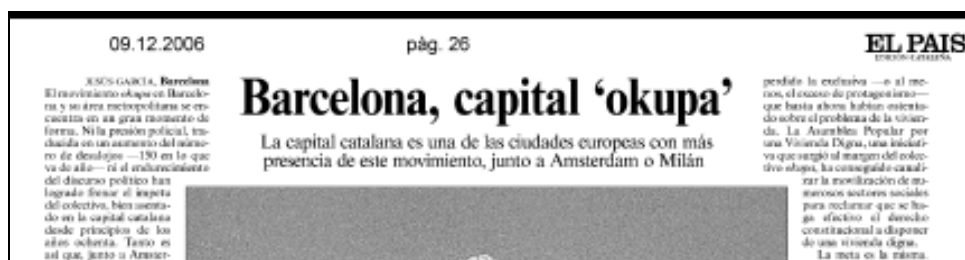 09.12.2006
pàg. 26
EL PAIS
EDICIÓN CATALUÑA
Barcelona, capital ‘okupa’
La capital catalana es una de las ciudades europeas con más
presencia de este movimiento, junto a Amsterdam o Milán
JESÚS GARCÍA, Barcelona
El movimiento okupa en Barcelo-
na y su área metropolitana se en-
cuentra en un gran momento de
forma. Ni la presión policial, tra-
ducida en un aumento del núme-
ro de desalojos —150 en lo que
va de año— ni el endurecimiento
del discurso político han
logrado frenar el ímpetu
del colectivo, bien asenta-
do en la capital catalana
desde principios de los
años ochenta. Tanto es
así que, junto a Amster-
perdido la exclusiva —o al me-
nos, el exceso de protagonismo—
que hasta ahora habían ostenta-
do sobre el problema de la vivien-
da. La Asamblea Popular por
una Vivienda Digna, una iniciati-
va que surgió al margen del colec-
tivo okupa, ha conseguido canali-
zar la movilización de nu-
merosos sectores sociales
para reclamar que se ha-
ga efectivo el derecho
constitucional a disponer
de una vivienda digna.
La meta es la misma,